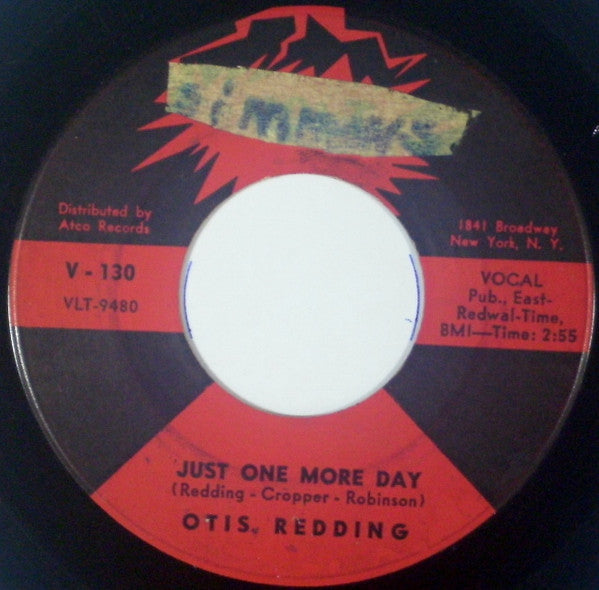 Simmons
Distributed by
Atco Records
1841 Broadway
New York, N. Y.
V - 130
VLT-9480
VOCAL
Pub., East-
Redwal-Time,
BMI—Time: 2:55
JUST ONE MORE DAY
(Redding - Cropper - Robinson)
OTIS REDDING